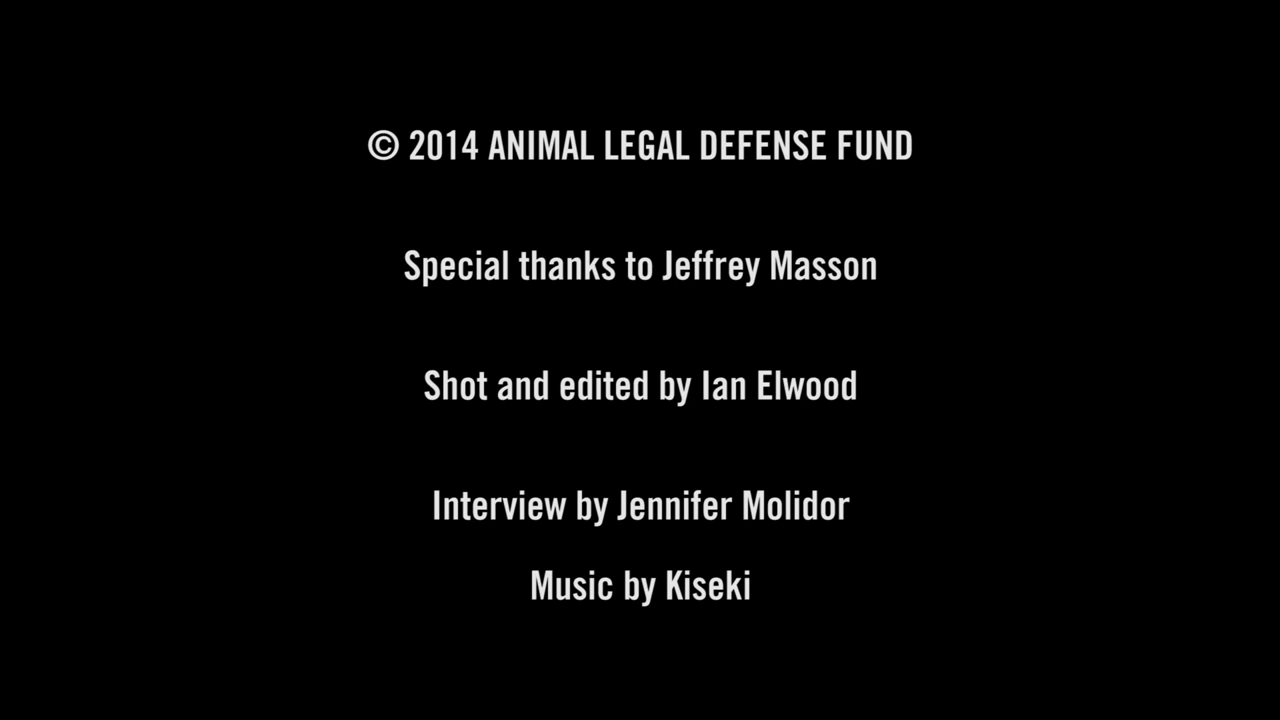 © 2014 ANIMAL LEGAL DEFENSE FUND
Special thanks to Jeffrey Masson
Shot and edited by Ian Elwood
Interview by Jennifer Molidor
Music by Kiseki